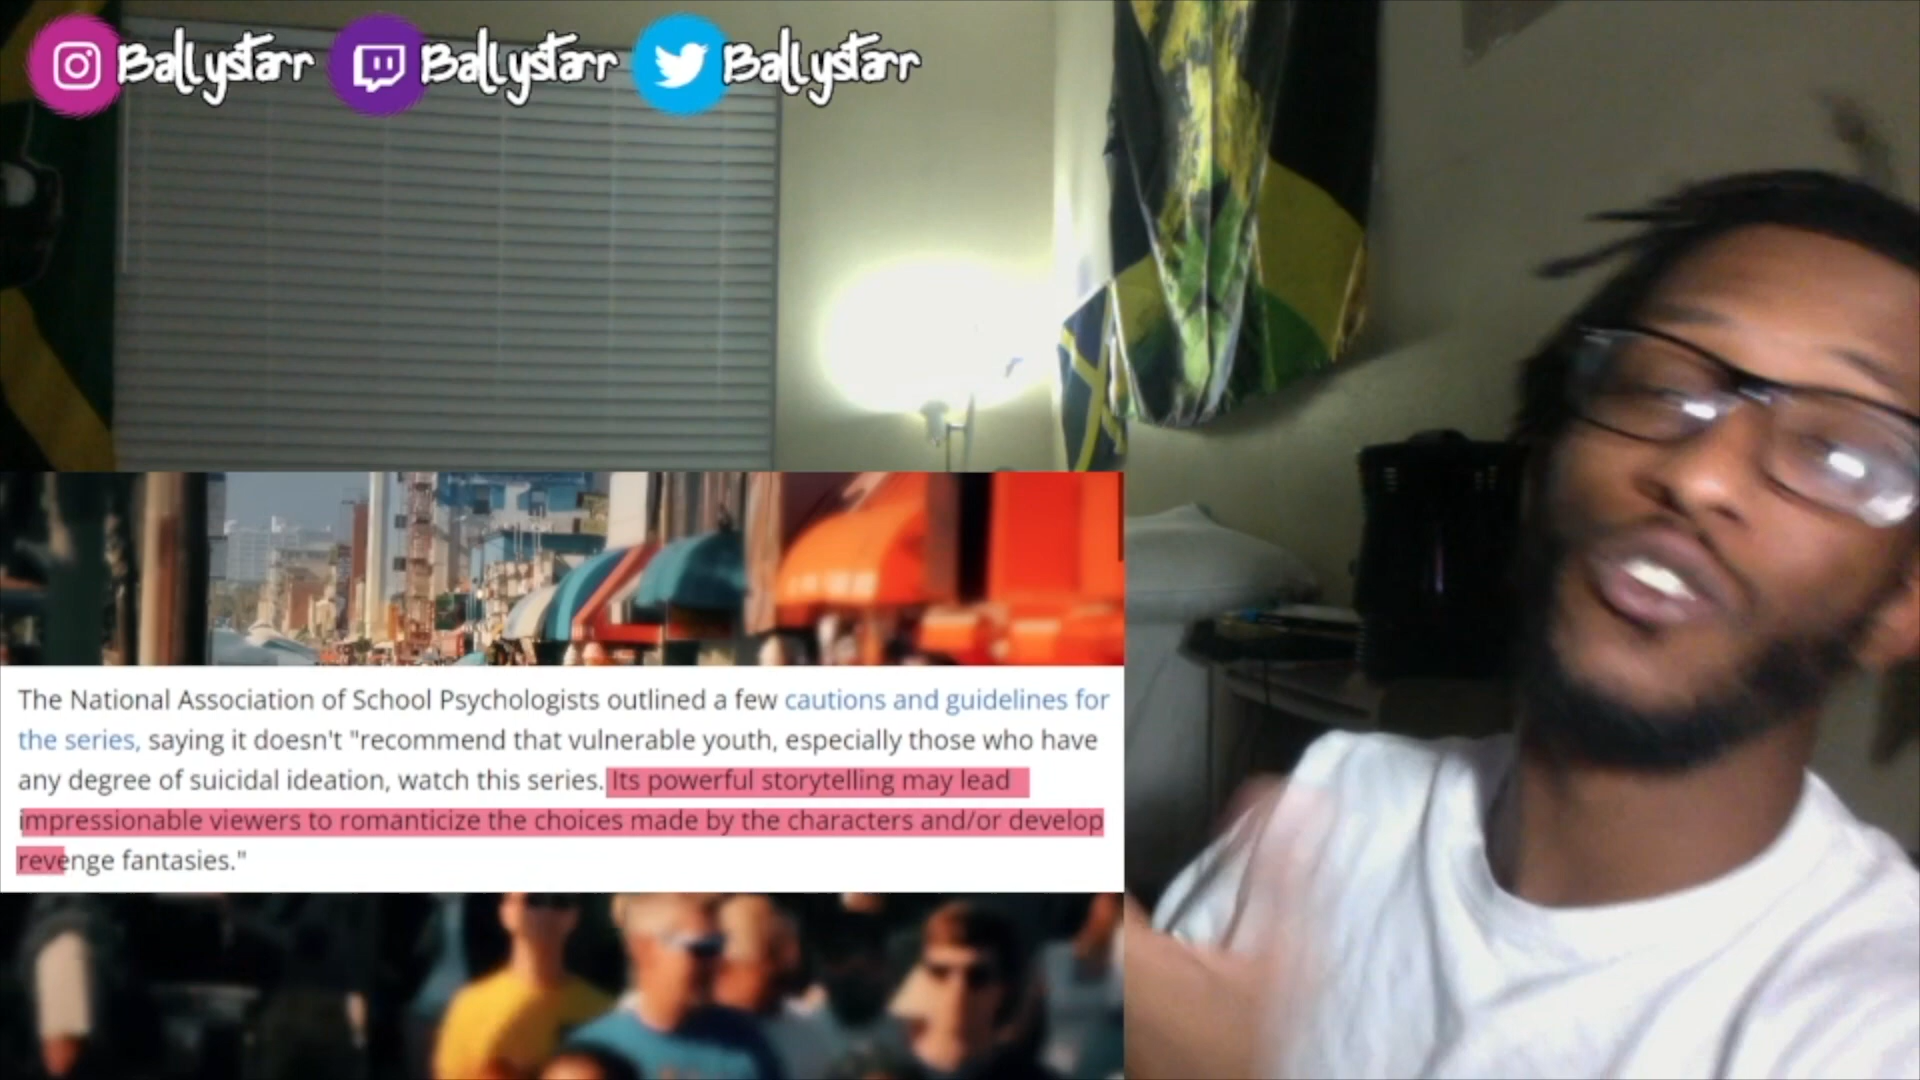 Ballystarr Ballystarr Ballystarr
The National Association of School Psychologists outlined a few cautions and guidelines for
the series, saying it doesn't "recommend that vulnerable youth, especially those who have
any degree of suicidal ideation, watch this series. Its powerful storytelling may lead
impressionable viewers to romanticize the choices made by the characters and/or develop
revenge fantasies."